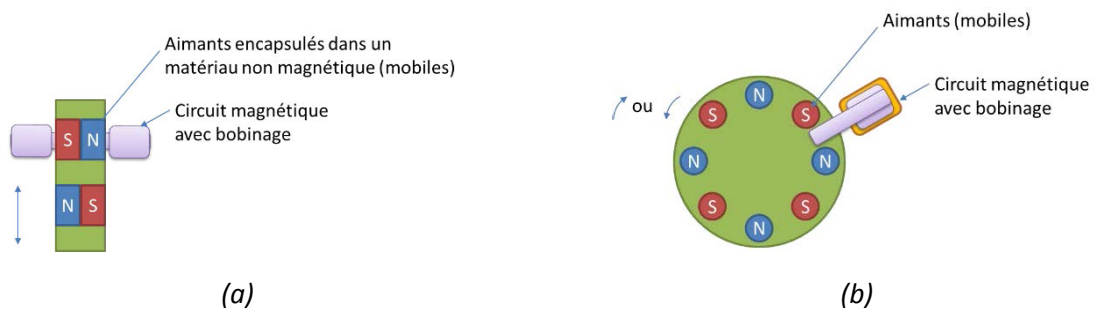 Aimants encapsulés dans un
matériau non magnétique (mobiles)
Circuit magnétique
avec bobinage
S N
N S
(a)
Aimants (mobiles)
Circuit magnétique
avec bobinage
ou
N
S
S
N
N
S
S
N
(b)